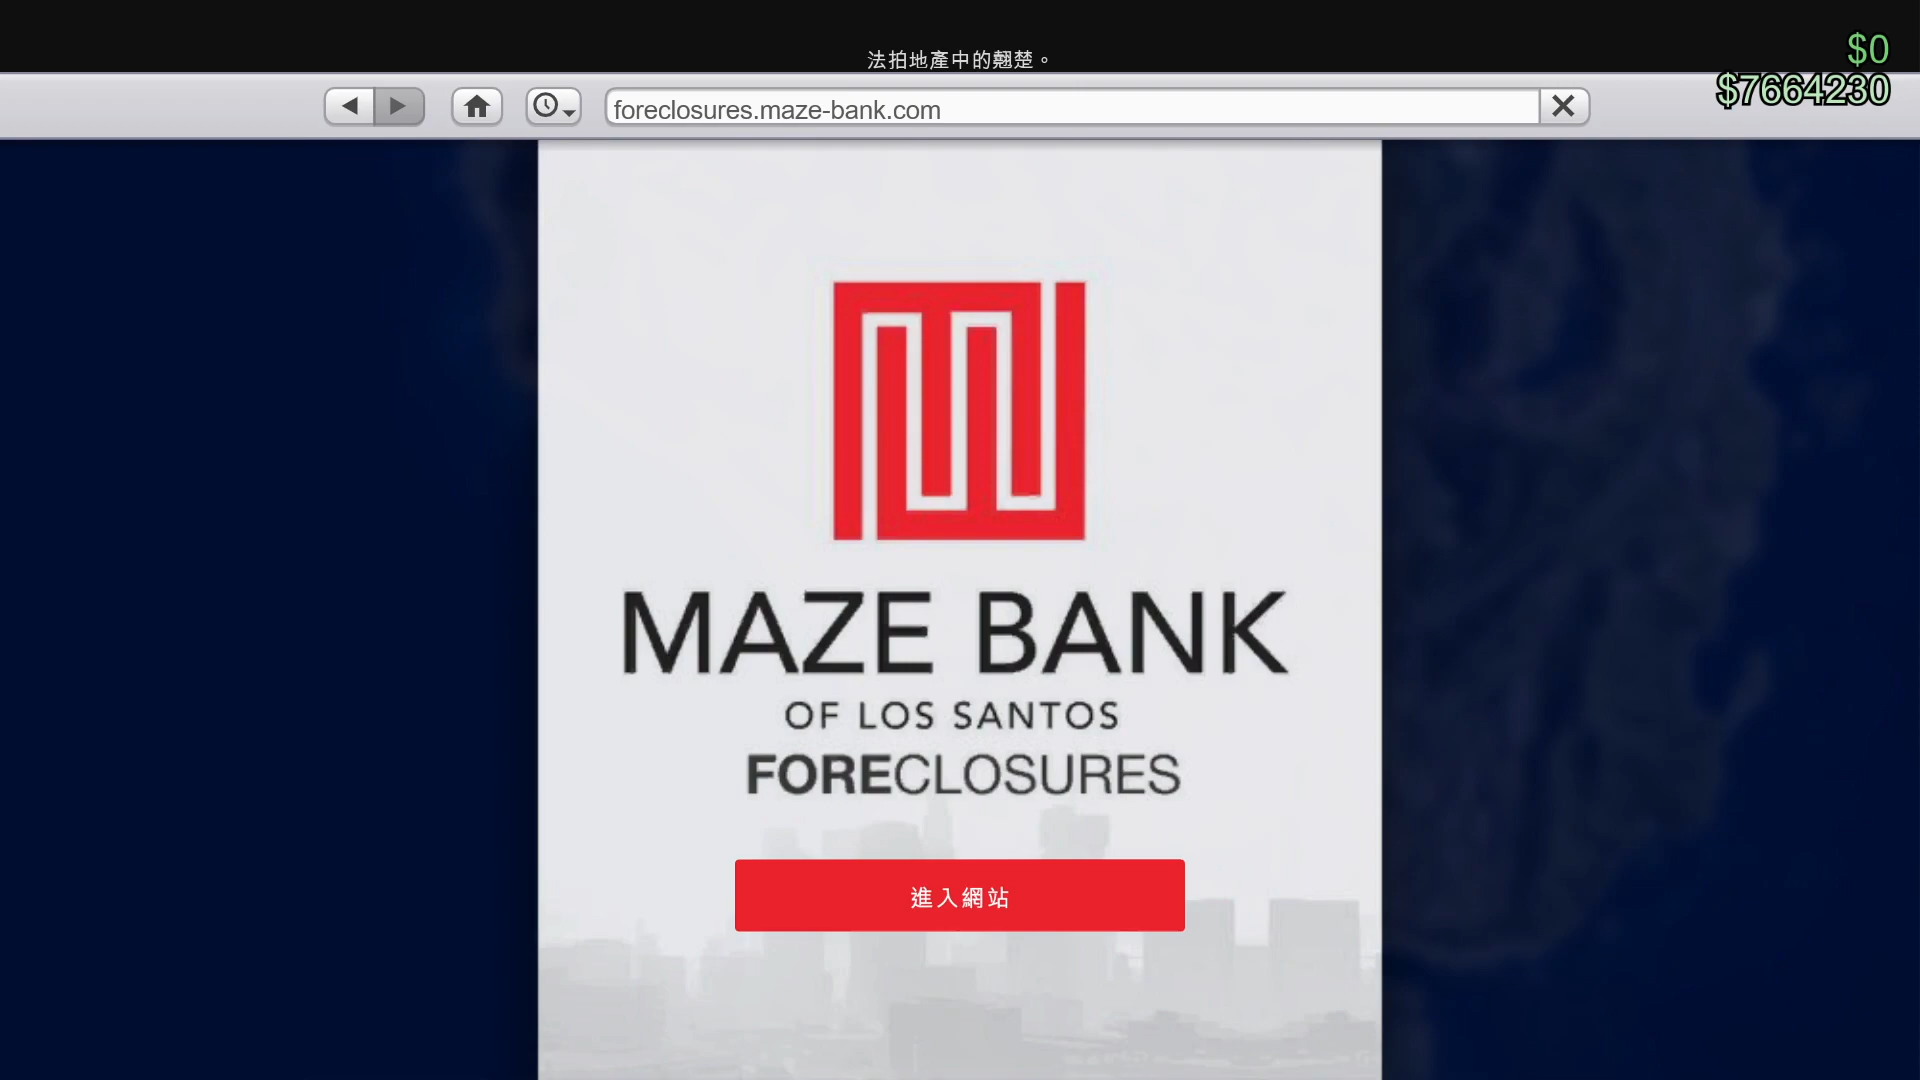 法拍地產中的翹楚。
$0
$7664230
foreclosures.maze-bank.com
MAZE BANK
OF LOS SANTOS
FORECLOSURES
進入網站